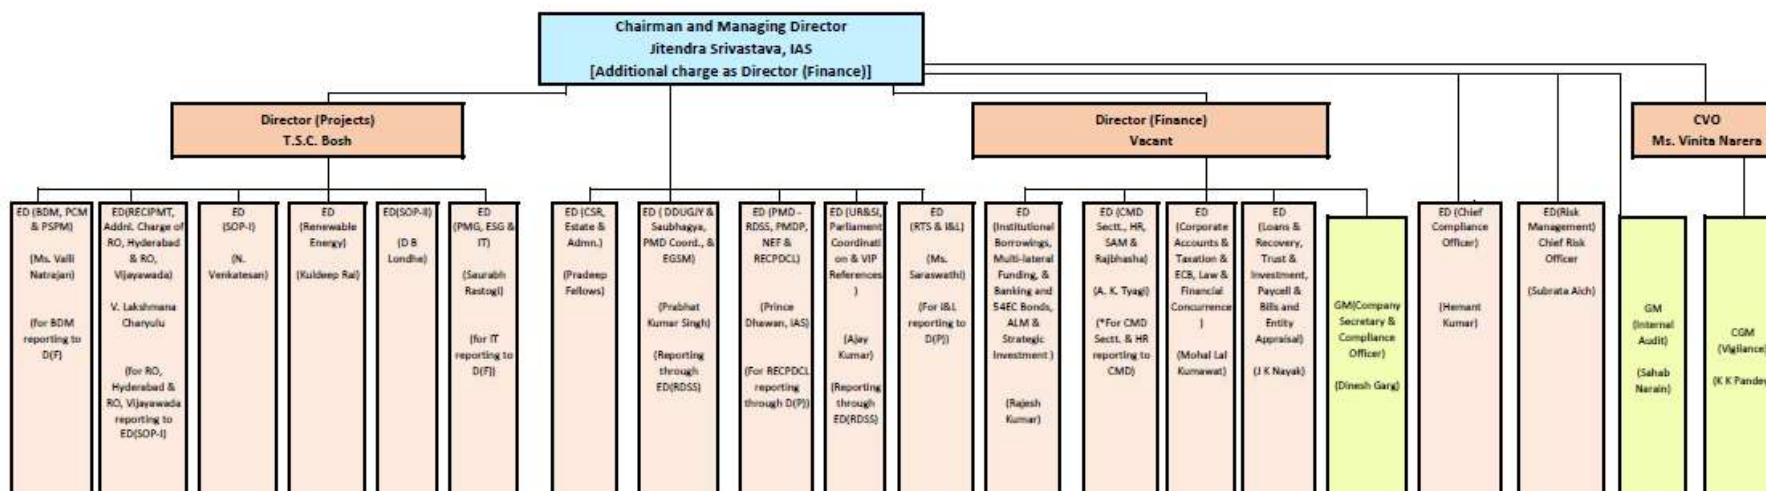 Chairman and Managing Director
Jitendra Srivastava, IAS
[Additional charge as Director (Finance)]
Director (Projects)
T.S.C. Bosh
Director (Finance)
Vacant
CVO
Ms. Vinita Narera
ED (BDM, PCM
& PSPM)
(Ms. Valli
Natrajan)
(for BDM
reporting to
D(F)
ED(RECIPMT,
Addnl. Charge of
RO, Hyderabad
& RO,
Vijayawada)
V. Lakshmana
Charyulu
(for RO,
Hyderabad &
RO, Vijayawada
reporting to
ED(SOP-I)
ED
(SOP-I)
(N.
Venkatesan)
ED
(Renewable
Energy)
(Kuldeep Rai)
ED(SOP-II)
(D B
Londhe)
ED
(PMG, ESG &
IT)
(Saurabh
Rastogi)
(for IT
reporting to
D(F))
ED (CSR,
Estate &
Admn.)
(Pradeep
Fellows)
ED ( DDUGJY &
Saubhagya,
PMD Coord., &
EGSM)
(Prabhat
Kumar Singh)
(Reporting
through
ED(RDSS)
ED (PMD -
RDSS, PMDP,
NEF &
RECPDCL)
(Prince
Dhawan, IAS)
(For RECPDCL
reporting
through D(P))
ED (UR&SI,
Parliament
Coordinati
on & VIP
References
)
(Ajay
Kumar)
(Reporting
through
ED(RDSS)
ED
(RTS & I&L)
(Ms.
Saraswathi)
(For I&L
reporting to
D(P))
ED
(Institutional
Borrowings,
Multi-lateral
Funding, &
Banking and
54EC Bonds,
ALM &
Strategic
Investment )
(Rajesh
Kumar)
ED (CMD
Sectt., HR,
SAM &
Rajbhasha)
(A. K. Tyagi)
(*For CMD
Sectt. & HR
reporting to
CMD)
ED
(Corporate
Accounts &
Taxation &
ECB, Law &
Financial
Concurrence
)
(Mohal Lal
Kumawat)
ED
(Loans &
Recovery,
Trust &
Investment,
Paycell &
Bills and
Entity
Appraisal)
(J K Nayak)
GM(Company
Secretary &
Compliance
Officer)
(Dinesh Garg)
ED (Chief
Compliance
Officer)
(Hemant
Kumar)
ED(Risk
Management)
Chief Risk
Officer
(Subrata Aich)
GM
(Internal
Audit)
(Sahab
Narain)
CGM
(Vigilance)
(K K Pandey